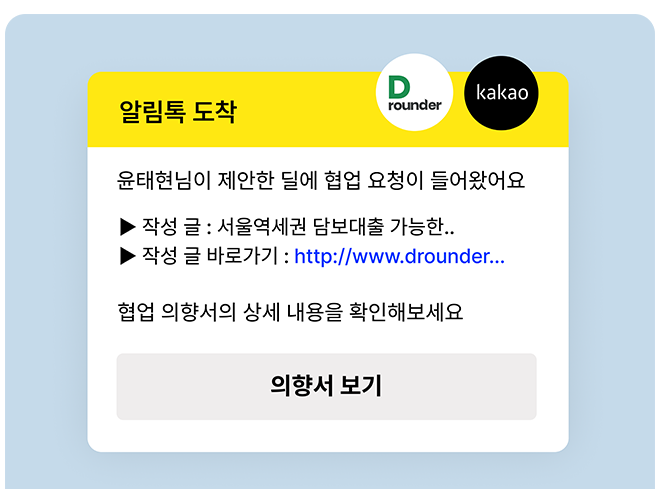 알림톡 도착
D
rounder
kakao
윤태현님이 제안한 딜에 협업 요청이 들어왔어요
▶ 작성 글 : 서울역세권 담보대출 가능한..
▶ 작성 글 바로가기 : http://www.drounder...
협업 의향서의 상세 내용을 확인해보세요
의향서 보기